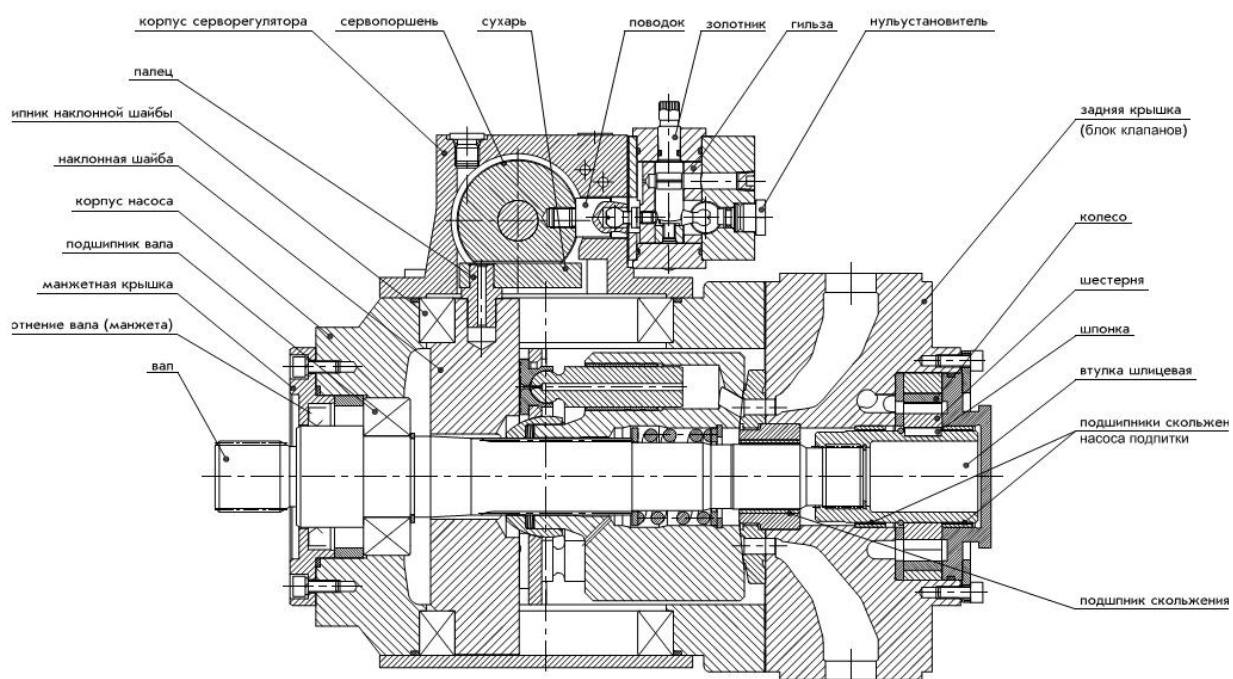 корпус серворегулятора
сервопоршень
сухарь
поводок
золотник
гильза
нульустановитель
палец
ипник наклонной шайбы
наклонная шайба
корпус насоса
подшипник вала
манжетная крышка
отнение вала (манжета)
вал
задняя крышка
(блок клапанов)
колесо
шестерня
шпонка
втулка шлицевая
подшипники скольжен
насоса подпитки
подшпник скольжения